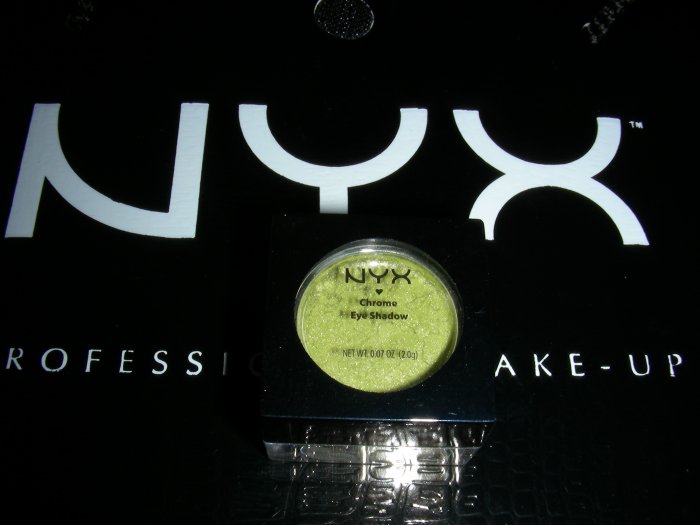 NYX™
NYX
Chrome
Eye Shadow
NET WT. 0.07 OZ (2.0g)
ROFESSI AKE-UP